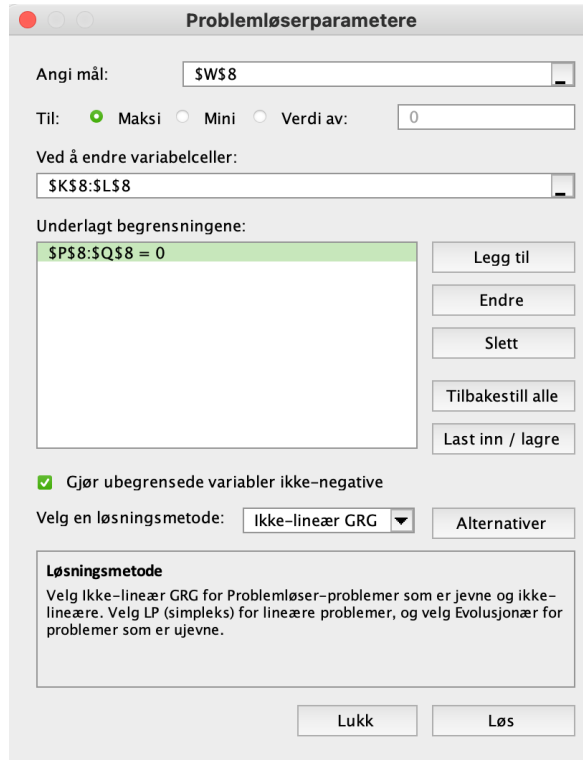 Problemløserparametere
Angi mål: $W$8
Til: Maksi Mini Verdi av: 0
Ved å endre variabelceller:
$K$8:$L$8
Underlagt begrensningene:
$P$8:$Q$8 = 0
Legg til
Endre
Slett
Tilbakestill alle
Last inn / lagre
Gjør ubegrensede variabler ikke-negative
Velg en løsningsmetode: Ikke-lineær GRG Alternativer
Løsningsmetode
Velg Ikke-lineær GRG for Problemløser-problemer som er jevne og ikke-
lineære. Velg LP (simpleks) for lineære problemer, og velg Evolusjonær for
problemer som er ujevne.
Lukk Løs